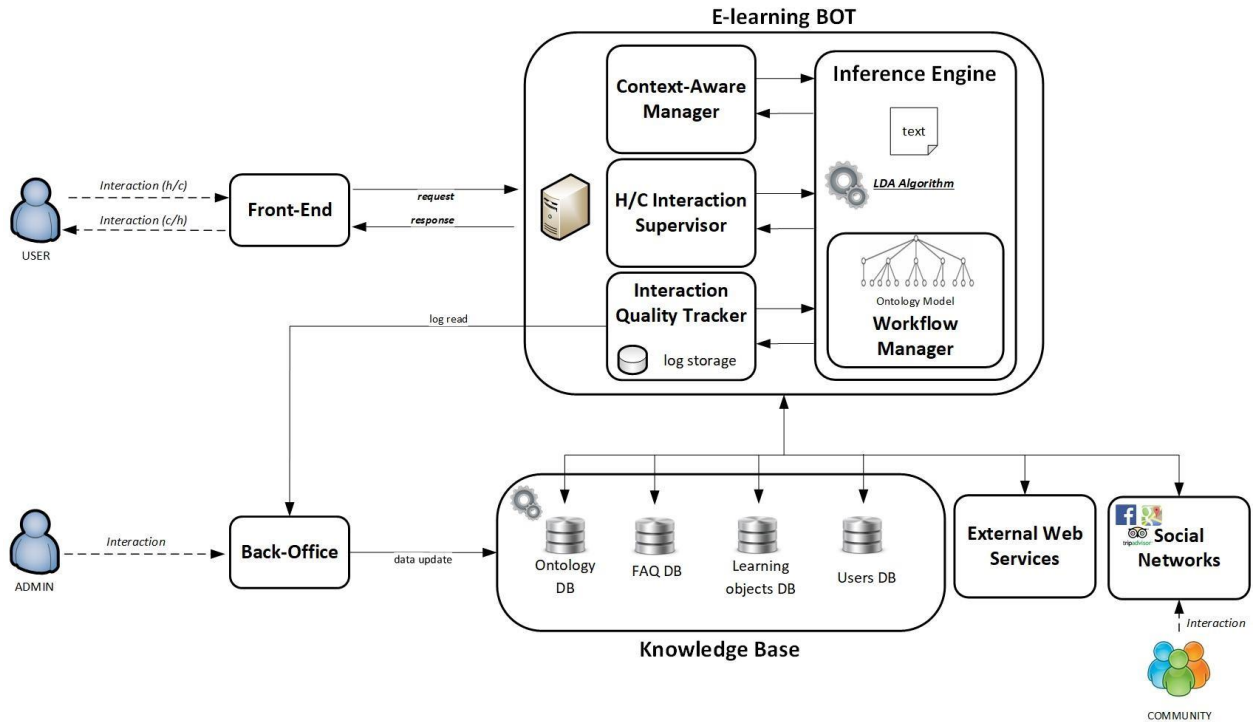 E-learning BOT
Context-Aware
Manager
Inference Engine
text
LDA Algorithm
H/C Interaction
Supervisor
Interaction (h/c)
Interaction (c/h)
USER
Front-End
request
response
Interaction
Quality Tracker
log storage
Ontology Model
Workflow
Manager
log read
ADMIN
Interaction
Back-Office
data update
Ontology
DB
FAQ DB
Learning
objects DB
Users DB
Knowledge Base
External Web
Services
tripadvisor
Social
Networks
Interaction
COMMUNITY